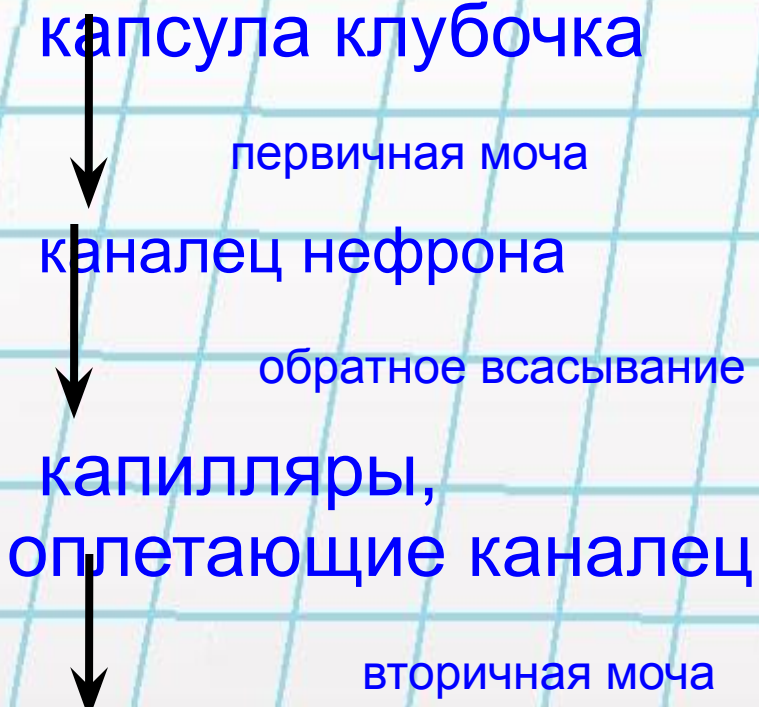 капсула клубочка
первичная моча
каналец нефрона
обратное всасывание
капилляры,
оплетающие каналец
вторичная моча